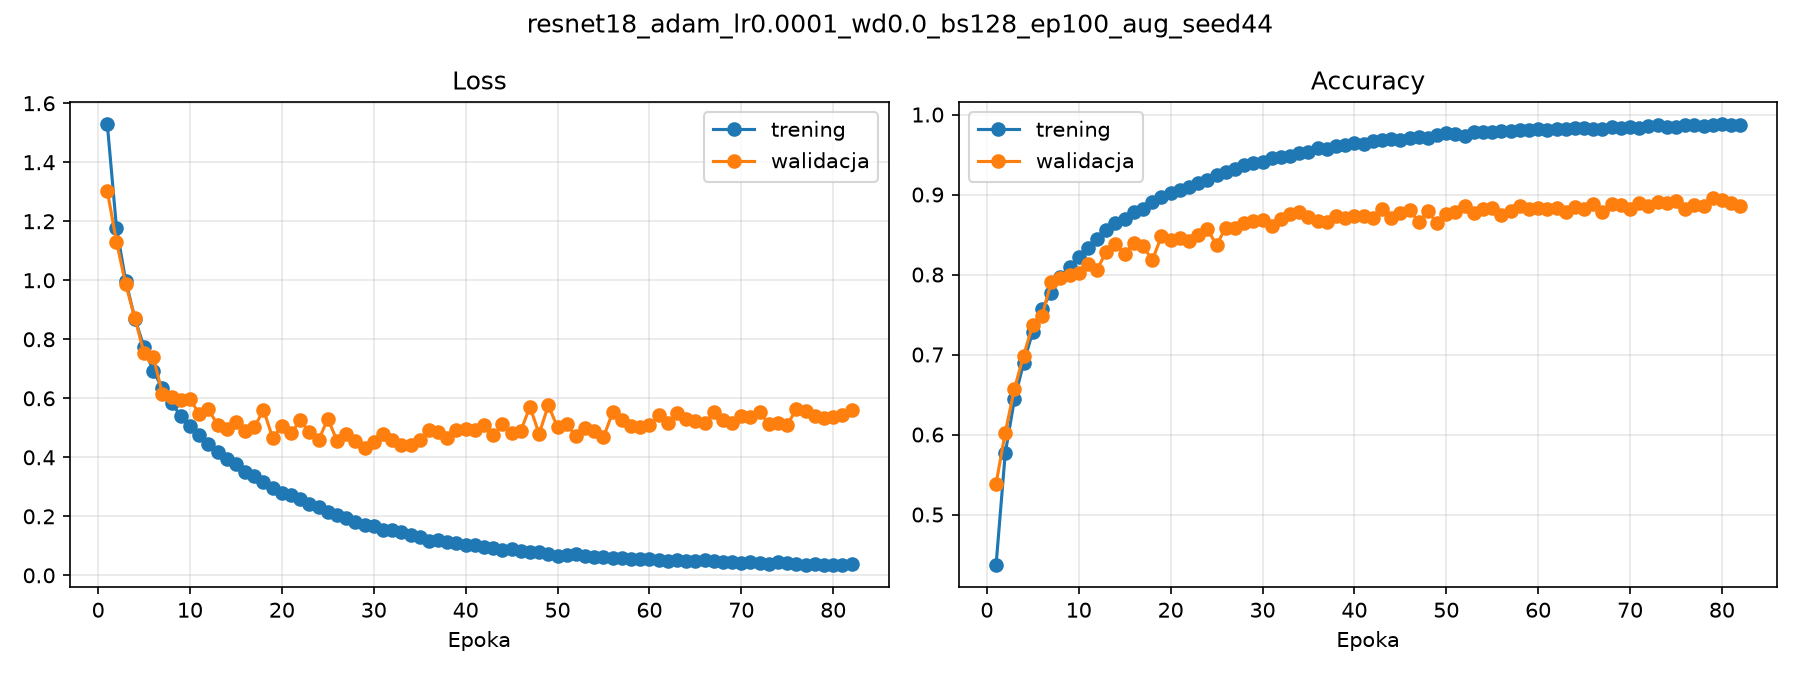 resnet18_adam_lr0.0001_wd0.0_bs128_ep100_aug_seed44
Loss
1.6
1.4
1.2
1.0
0.8
0.6
0.4
0.2
0.0
trening
walidacja
0 10 20 30 40 50 60 70 80
Epoka
Accuracy
1.0
0.9
0.8
0.7
0.6
0.5
trening
walidacja
0 10 20 30 40 50 60 70 80
Epoka